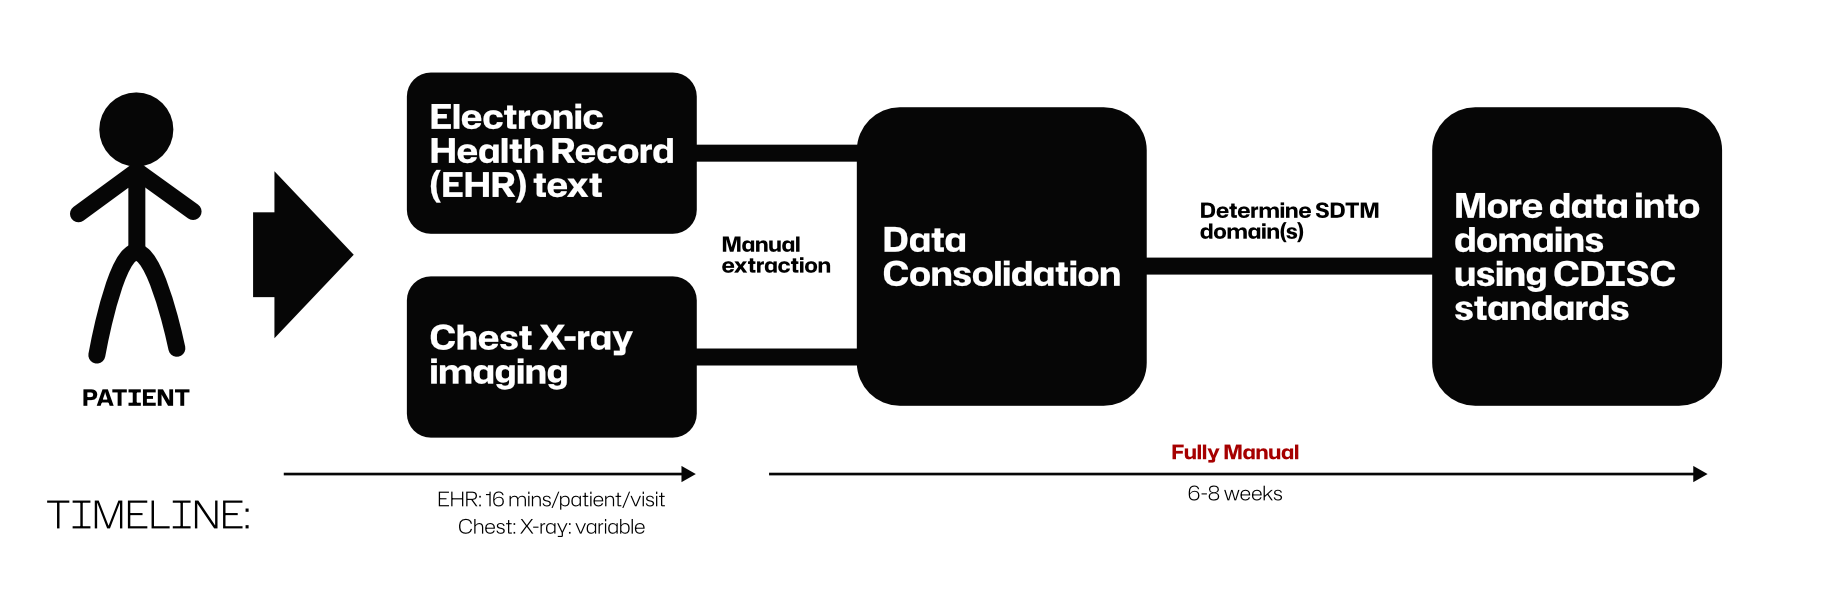 Electronic
Health Record
(EHR) text
Chest X-ray
imaging
Manual
extraction
Data
Consolidation
Determine SDTM
domain(s)
More data into
domains
using CDISC
standards
PATIENT
TIMELINE:
EHR: 16 mins/patient/visit
Chest: X-ray: variable
Fully Manual
6-8 weeks